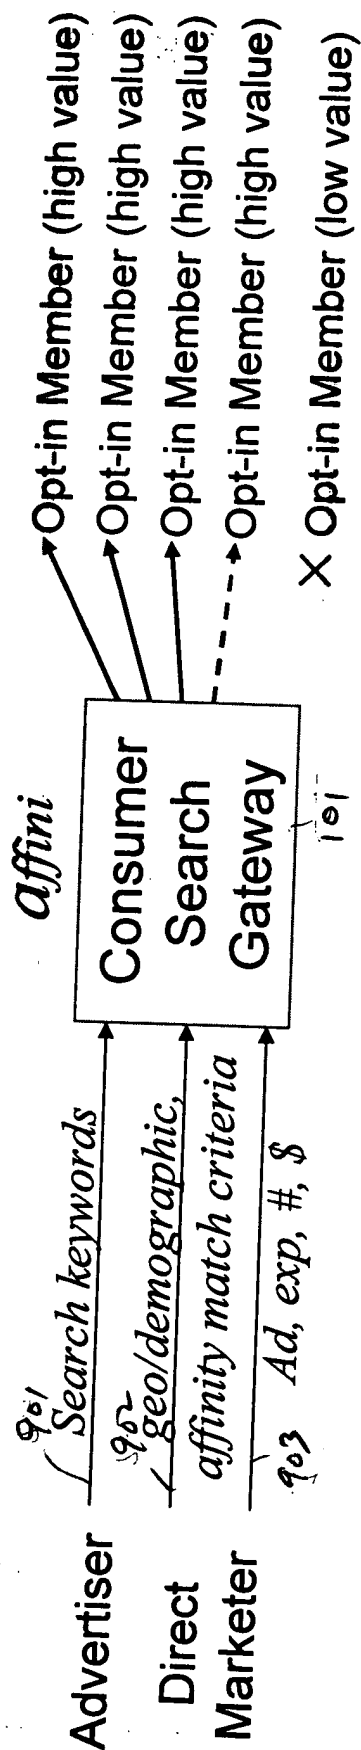 Advertiser
Direct
Marketer
901
Search keywords
902
geo/demographic,
affinity match criteria
903
Ad, exp, #, $
affini
Consumer
Search
Gateway
101
Opt-in Member (high value)
Opt-in Member (high value)
Opt-in Member (high value)
Opt-in Member (high value)
X Opt-in Member (low value)